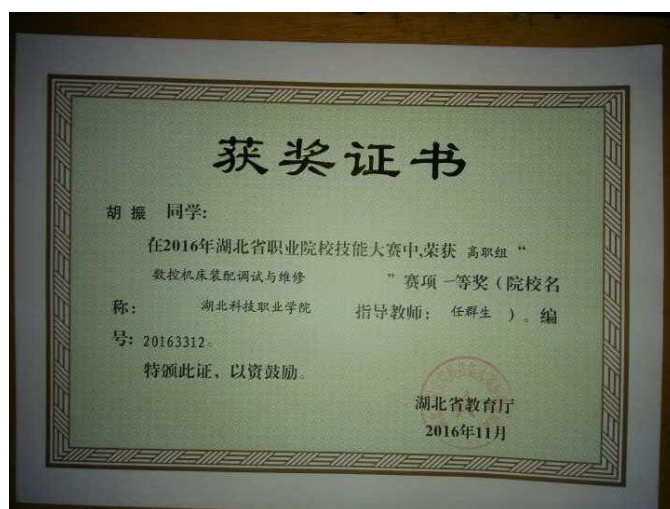 获奖证书
胡振 同学:
在2016年湖北省职业院校技能大赛中,荣获 高职组“
数控机床装配调试与维修 ”赛项 一等奖（院校名
称: 湖北科技职业学院 指导教师: 任群生 ）。编
号: 20163312。
特颁此证，以资鼓励。
湖北省教育厅
2016年11月